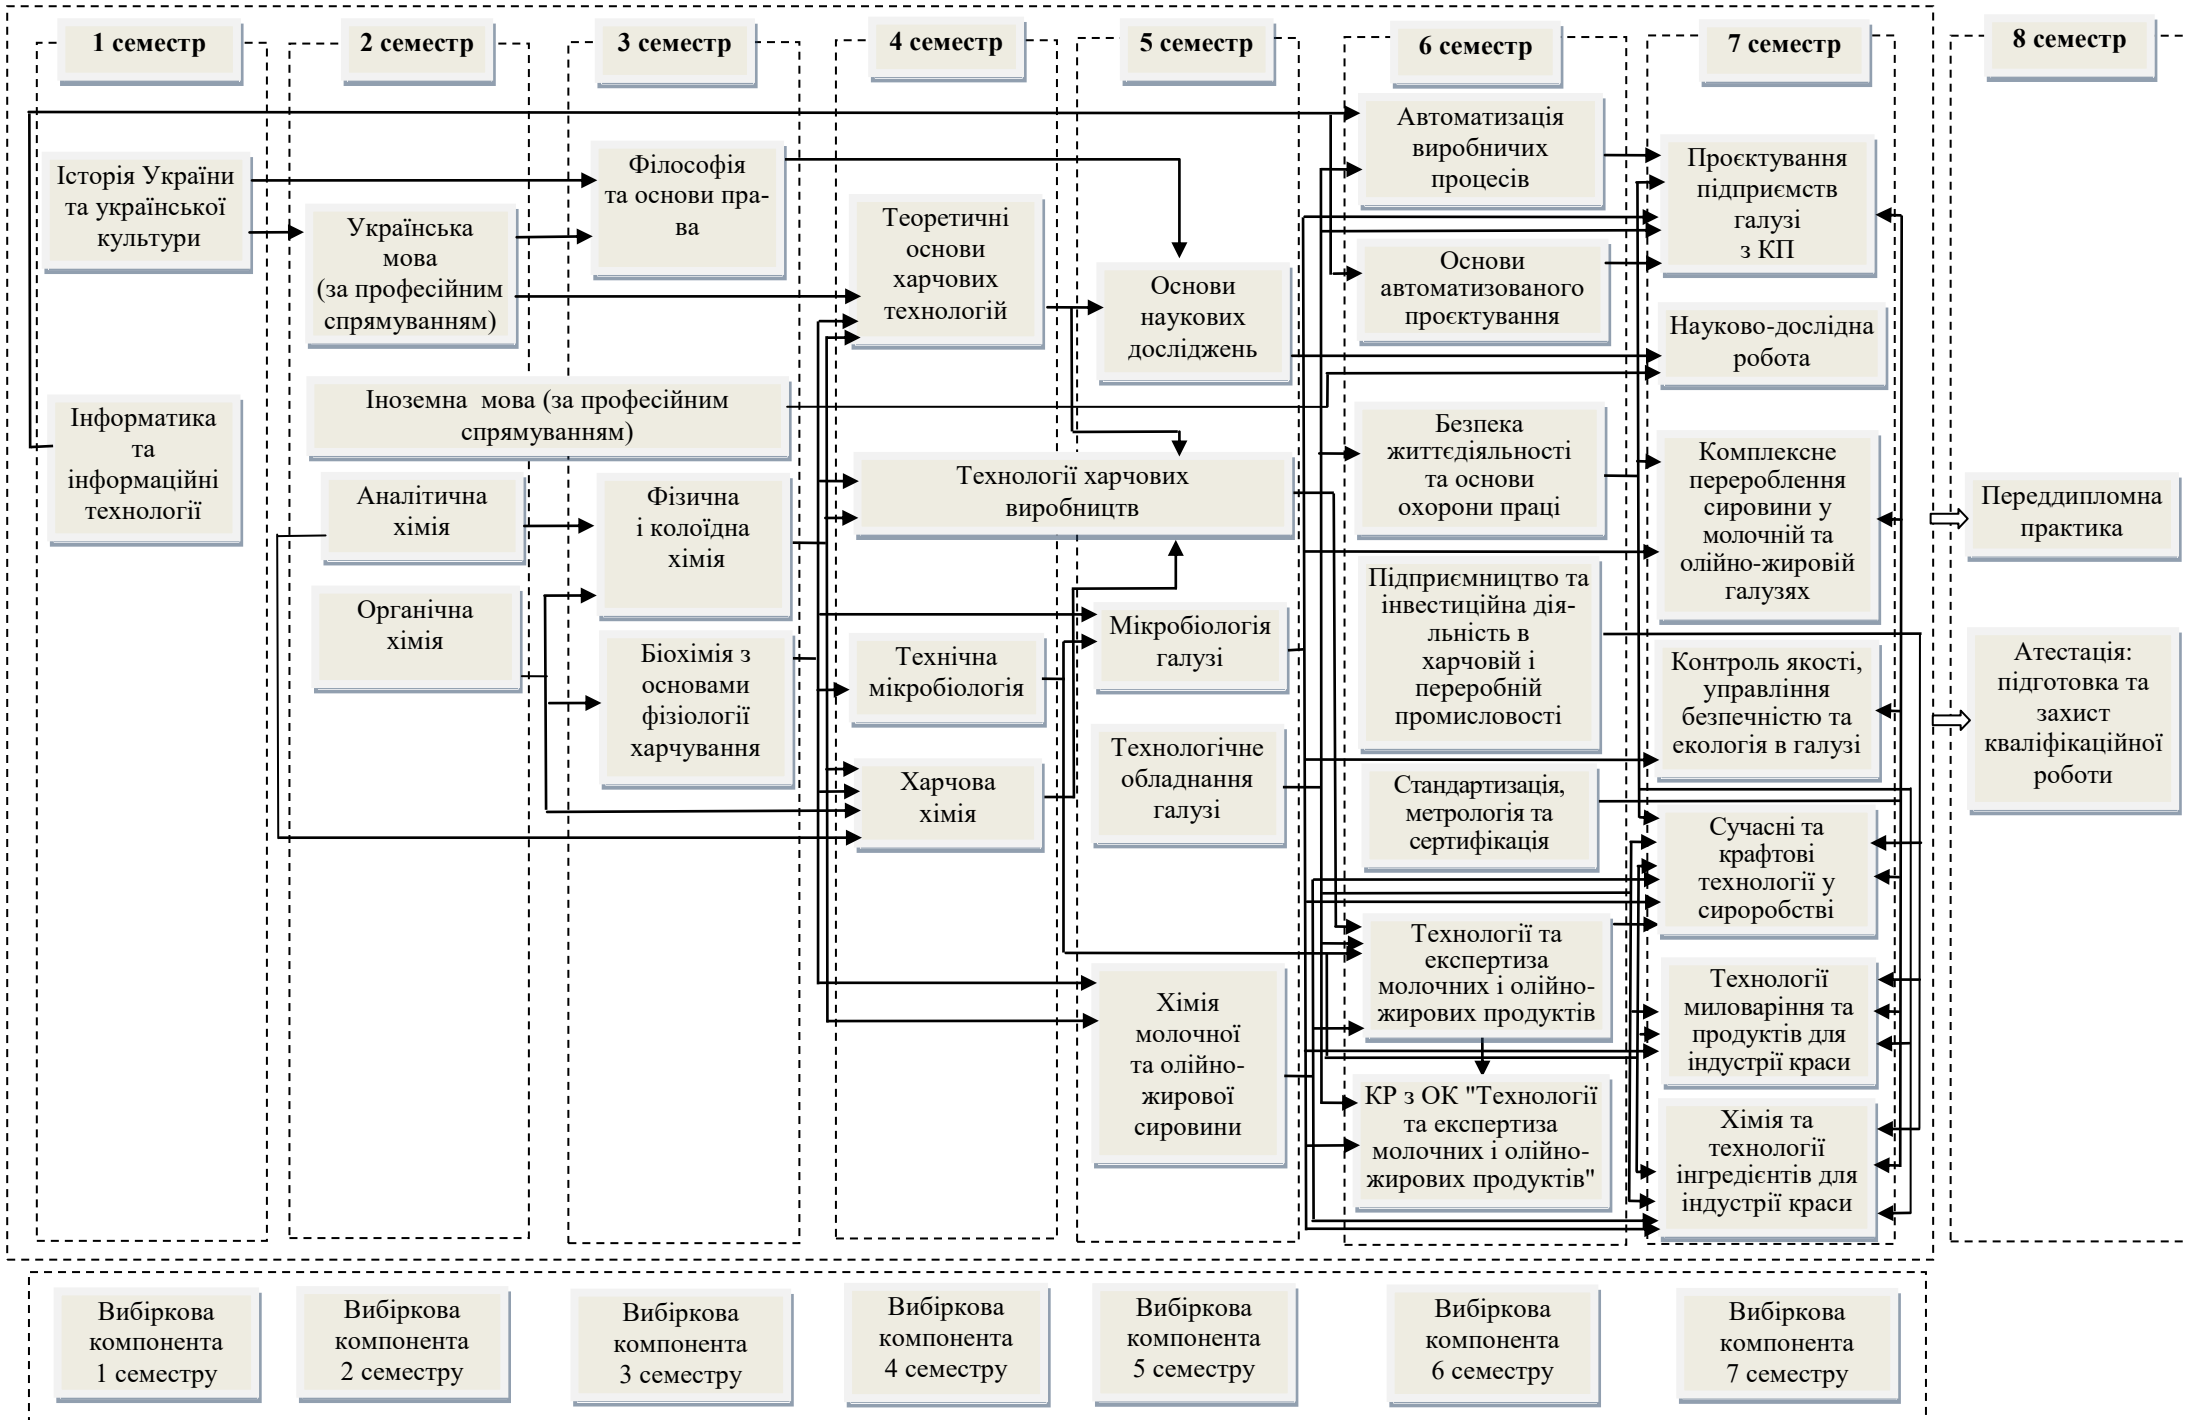 1 семестр
2 семестр
3 семестр
4 семестр
5 семестр
6 семестр
7 семестр
8 семестр
Історія України
та української
культури
Інформатика
та
інформаційні
технології
Українська
мова
(за професійним
спрямуванням)
Іноземна мова (за професійним
спрямуванням)
Аналітична
хімія
Органічна
хімія
Філософія
та основи пра-
ва
Фізична
і колоїдна
хімія
Біохімія з
основами
фізіології
харчування
Теоретичні
основи
харчових
технологій
Технології харчових
виробництв
Технічна
мікробіологія
Харчова
хімія
Основи
наукових
досліджень
Мікробіологія
галузі
Технологічне
обладнання
галузі
Хімія
молочної
та олійно-
жирової
сировини
Автоматизація
виробничих
процесів
Основи
автоматизованого
проєктування
Безпека
життєдіяльності
та основи
охорони праці
Підприємництво та
інвестиційна дія-
льність в
харчовій і
переробній
промисловості
Стандартизація,
метрологія та
сертифікація
Технології та
експертиза
молочних і олійно-
жирових продуктів
КР з ОК "Технології
та експертиза
молочних і олійно-
жирових продуктів"
Проєктування
підприємств
галузі
з КП
Науково-дослідна
робота
Комплексне
перероблення
сировини у
молочній та
олійно-жировій
галузях
Контроль якості,
управління
безпечністю та
екологія в галузі
Сучасні та
крафтові
технології у
сироробстві
Технології
миловаріння та
продуктів для
індустрії краси
Хімія та
технології
інгредієнтів для
індустрії краси
Переддипломна
практика
Атестація:
підготовка та
захист
кваліфікаційної
роботи
Вибіркова
компонента
1 семестру
Вибіркова
компонента
2 семестру
Вибіркова
компонента
3 семестру
Вибіркова
компонента
4 семестру
Вибіркова
компонента
5 семестру
Вибіркова
компонента
6 семестру
Вибіркова
компонента
7 семестру